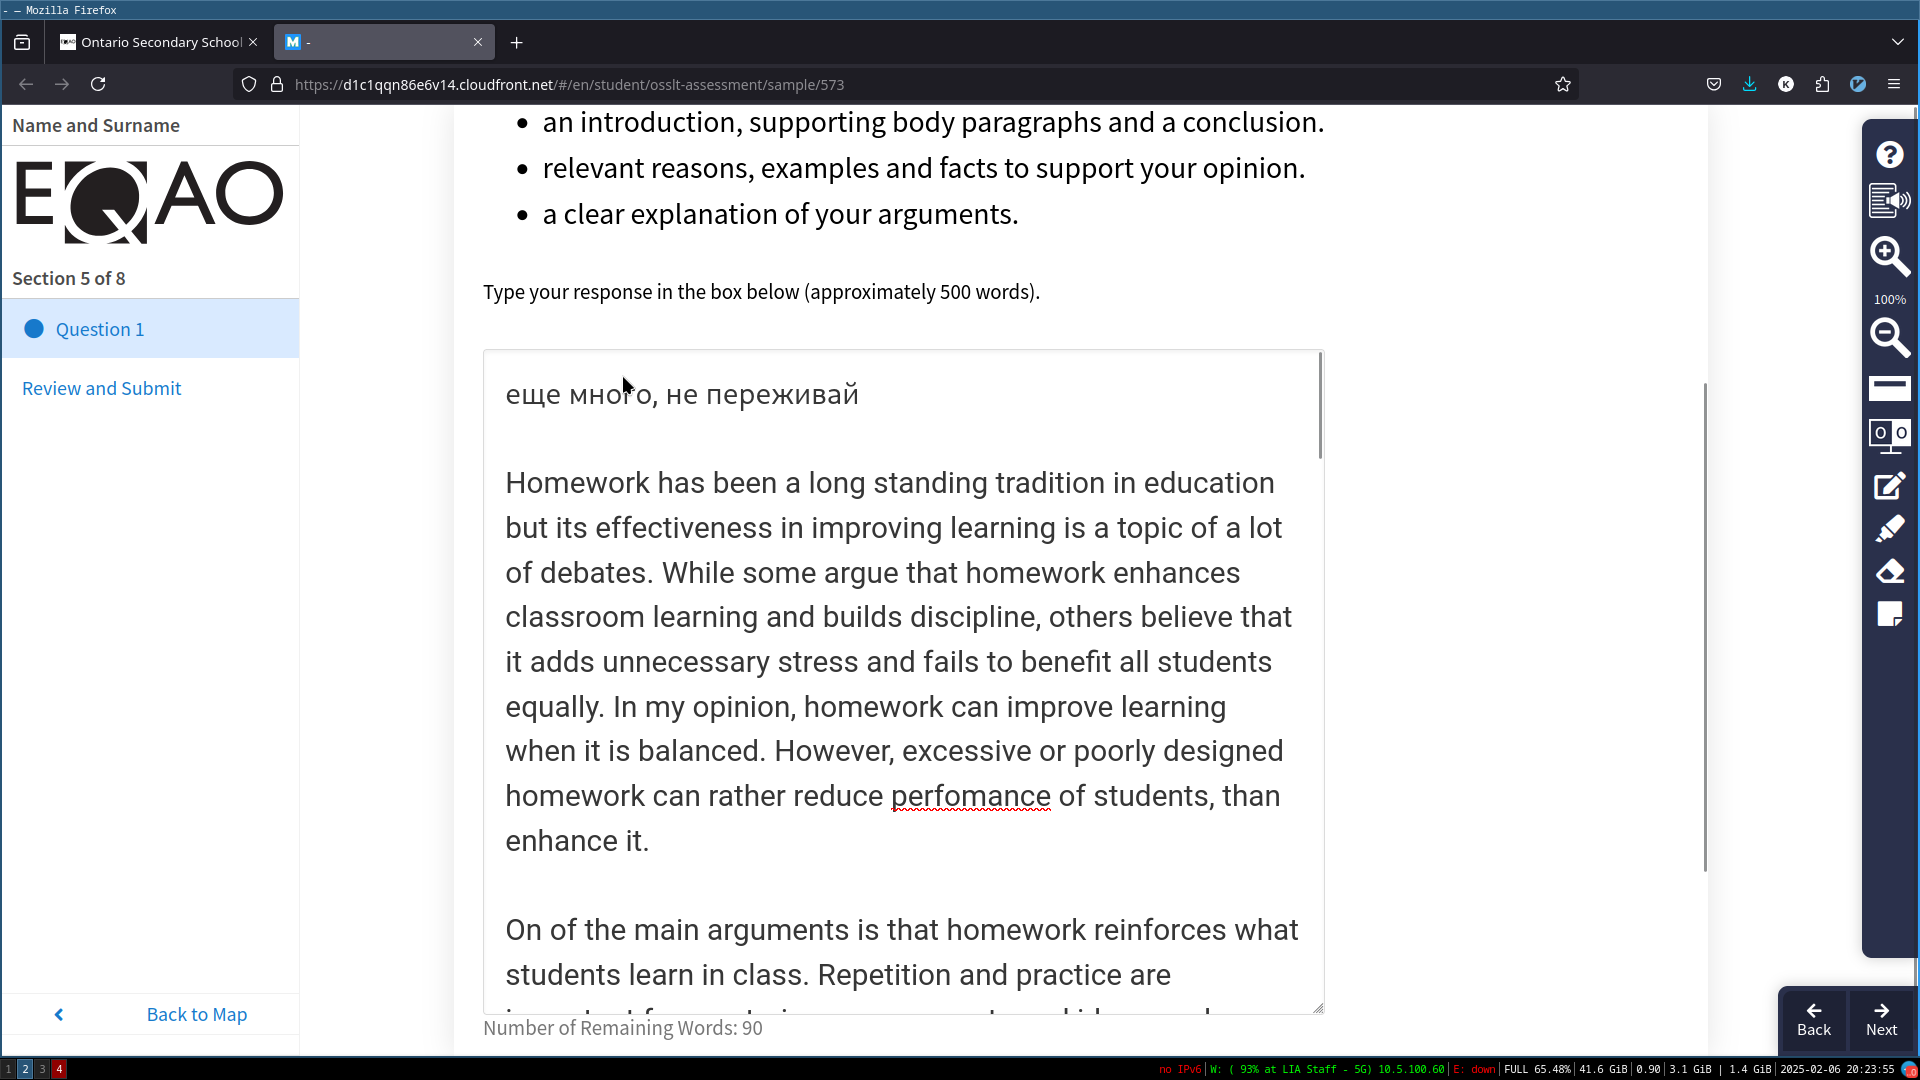 - — Mozilla Firefox
Ontario Secondary School
M -
https://d1c1qqn86e6v14.cloudfront.net/#/en/student/osslt-assessment/sample/573
Name and Surname
EQAO
Section 5 of 8
Question 1
Review and Submit
Back to Map
an introduction, supporting body paragraphs and a conclusion.
relevant reasons, examples and facts to support your opinion.
a clear explanation of your arguments.
Type your response in the box below (approximately 500 words).
еще много, не переживай
Homework has been a long standing tradition in education
but its effectiveness in improving learning is a topic of a lot
of debates. While some argue that homework enhances
classroom learning and builds discipline, others believe that
it adds unnecessary stress and fails to benefit all students
equally. In my opinion, homework can improve learning
when it is balanced. However, excessive or poorly designed
homework can rather reduce perfomance of students, than
enhance it.
On of the main arguments is that homework reinforces what
students learn in class. Repetition and practice are
Number of Remaining Words: 90
100%
Back
Next
1 2 3 4
no IPv6|W: ( 93% at LIA Staff - 5G) 10.5.100.60|E: down|FULL 65.48%|41.6 GiB|0.90|3.1 GiB | 1.4 GiB|2025-02-06 20:23:55